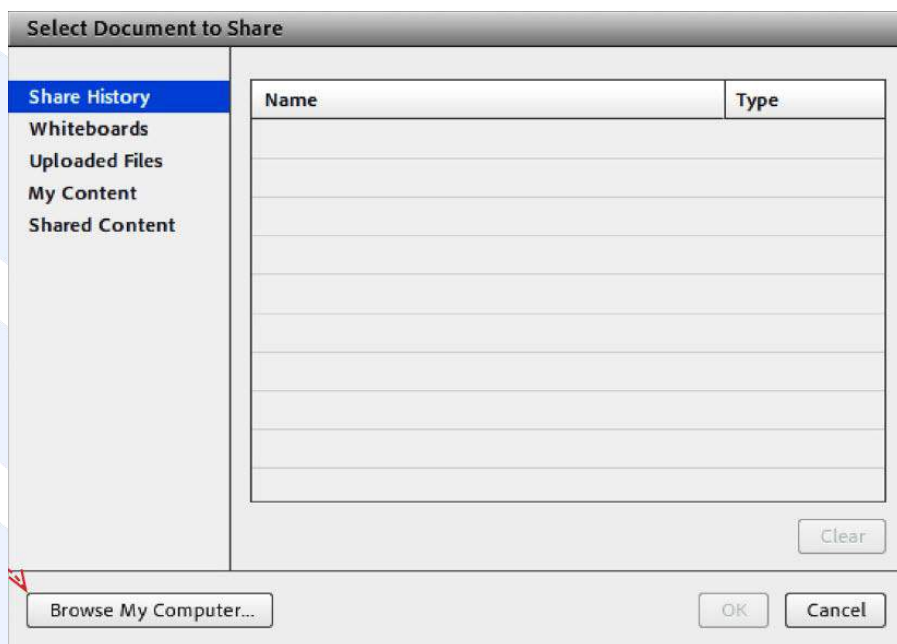 Select Document to Share
Share History
Whiteboards
Uploaded Files
My Content
Shared Content
Name Type
Clear
Browse My Computer... OK Cancel